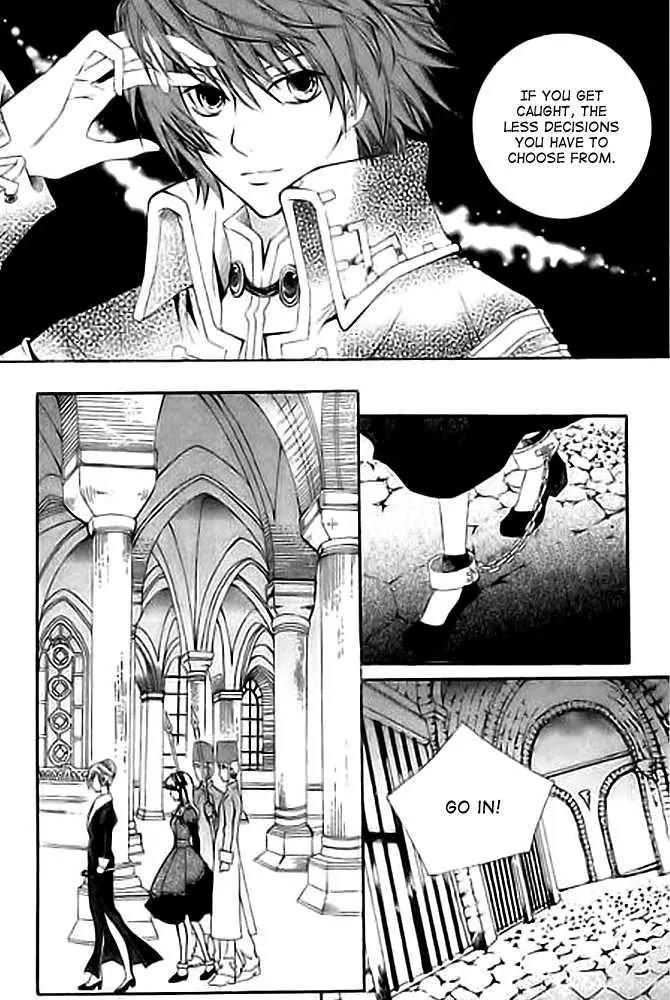 IF YOU GET
CAUGHT, THE
LESS DECISIONS
YOU HAVE TO
CHOOSE FROM.
GO IN!